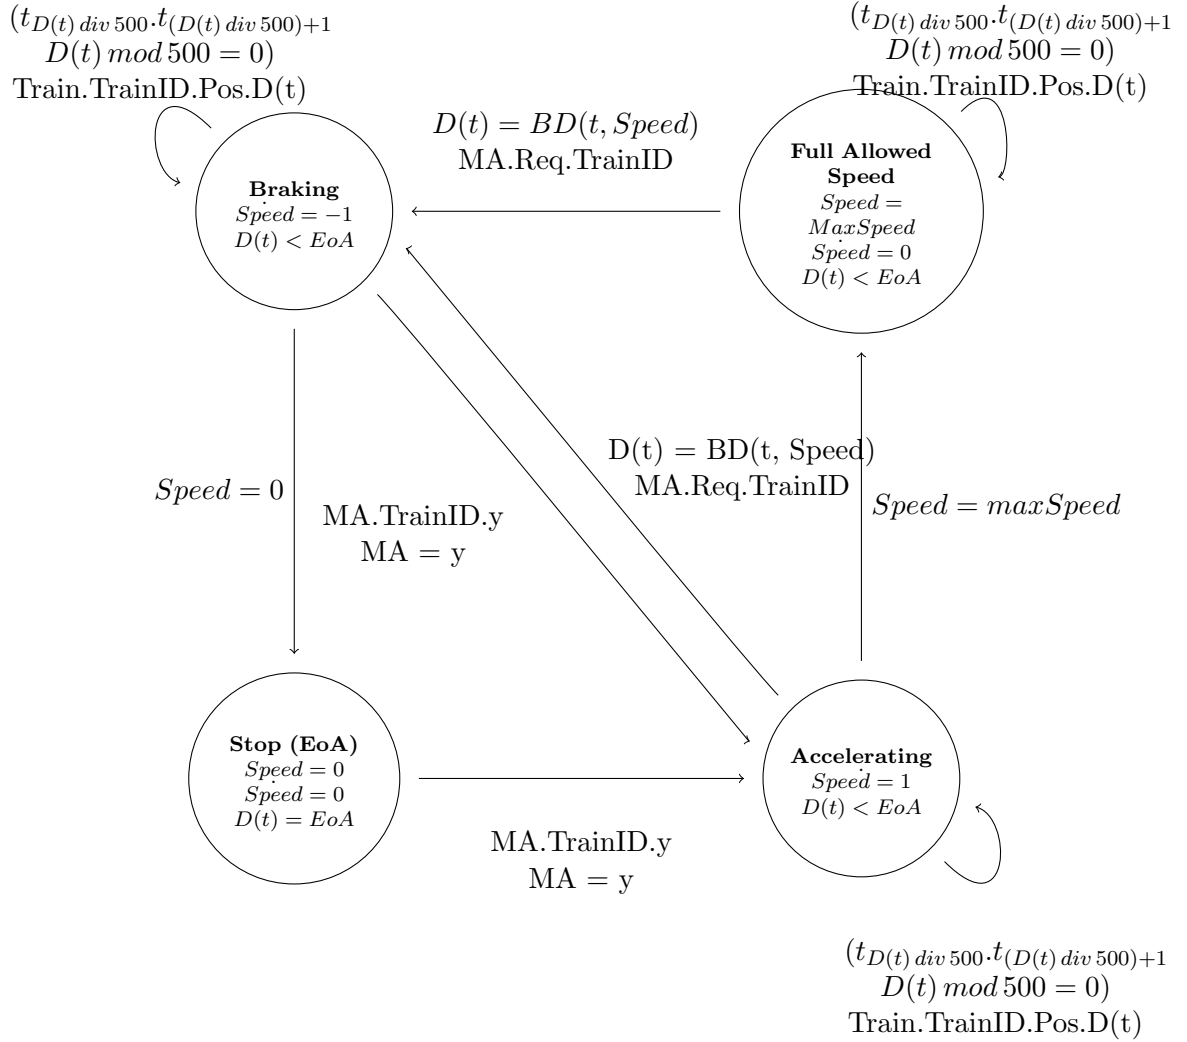 (t_{D(t) div 500}.t_{(D(t) div 500)+1}
D(t) mod 500 = 0)
Train.TrainID.Pos.D(t)
(t_{D(t) div 500}.t_{(D(t) div 500)+1}
D(t) mod 500 = 0)
Train.TrainID.Pos.D(t)
D(t) = BD(t, Speed)
MA.Req.TrainID
Braking
Spėed = −1
D(t) < EoA
Full Allowed
Speed
Speed =
MaxSpeed
Spėed = 0
D(t) < EoA
D(t) = BD(t, Speed)
MA.Req.TrainID
Speed = 0
Speed = maxSpeed
MA.TrainID.y
MA = y
Stop (EoA)
Speed = 0
Spėed = 0
D(t) = EoA
Accelerating
Spėed = 1
D(t) < EoA
MA.TrainID.y
MA = y
(t_{D(t) div 500}.t_{(D(t) div 500)+1}
D(t) mod 500 = 0)
Train.TrainID.Pos.D(t)